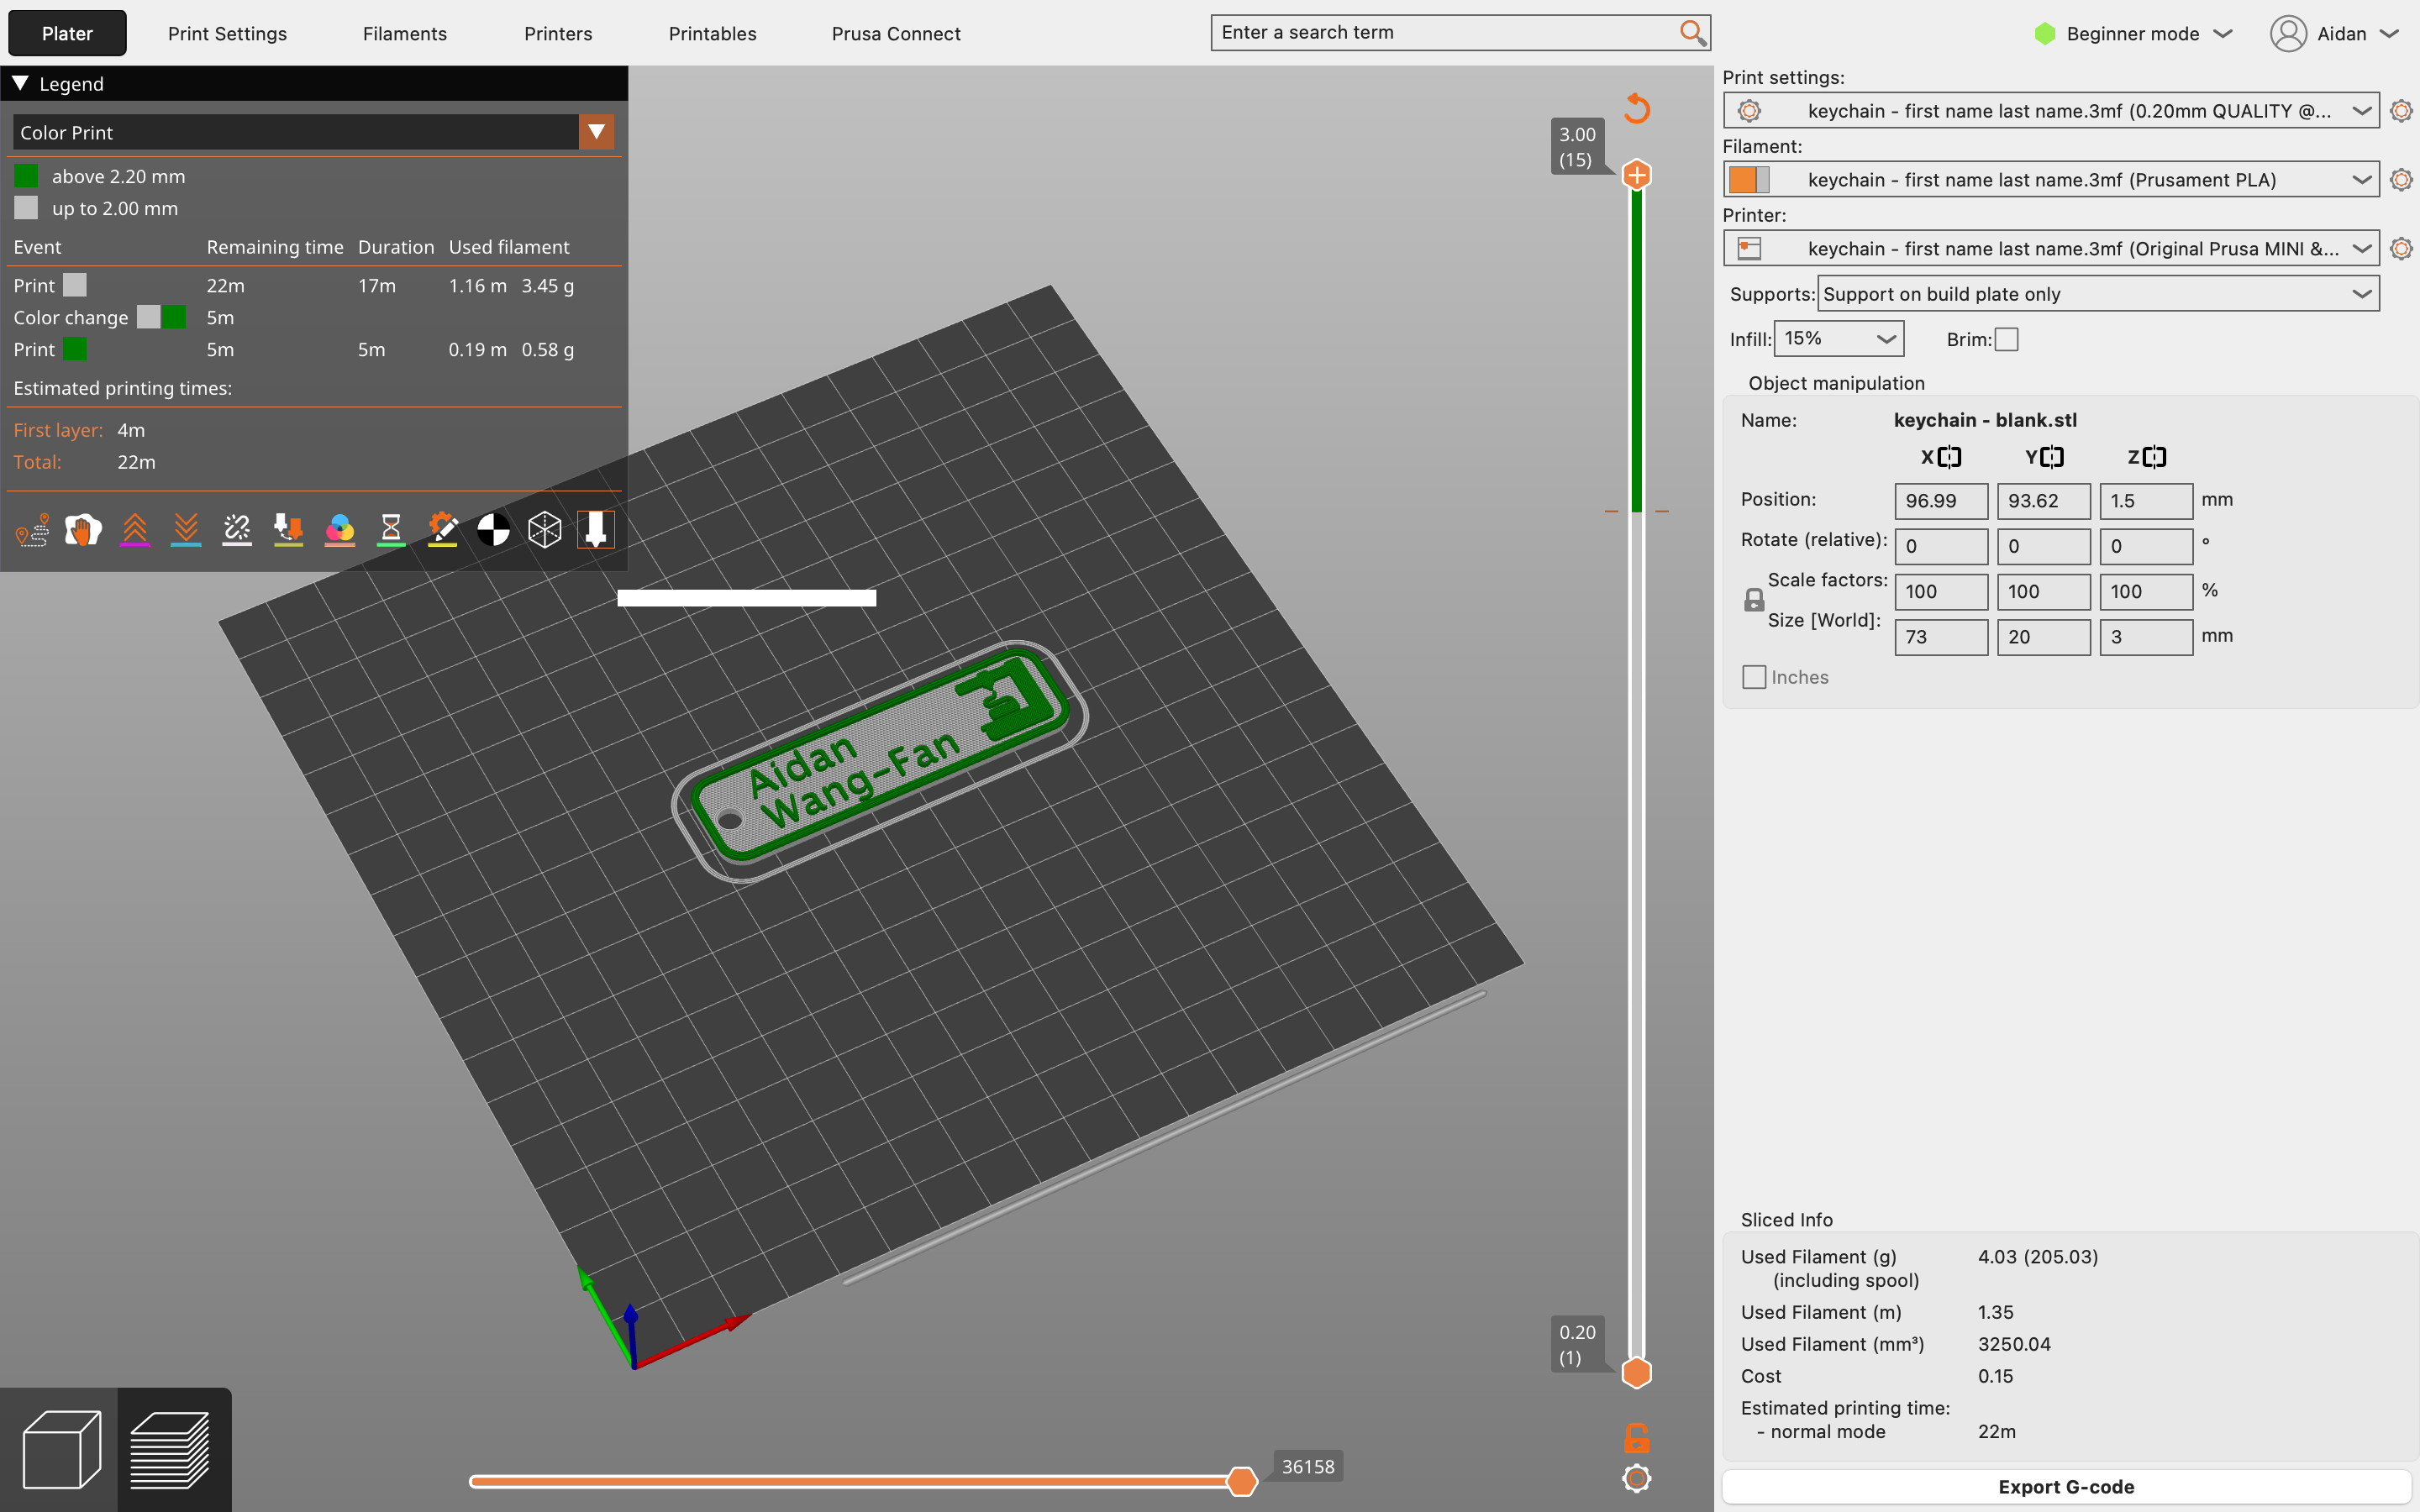 Plater Print Settings Filaments Printers Printables Prusa Connect Enter a search term Beginner mode Aidan
Legend
Color Print
above 2.20 mm
up to 2.00 mm
Event Remaining time Duration Used filament
Print 22m 17m 1.16 m 3.45 g
Color change 5m
Print 5m 5m 0.19 m 0.58 g
Estimated printing times:
First layer: 4m
Total: 22m
3.00
(15)
Aidan
Wang-Fan
0.20
(1)
36158
Print settings:
keychain - first name last name.3mf (0.20mm QUALITY @...
Filament:
keychain - first name last name.3mf (Prusament PLA)
Printer:
keychain - first name last name.3mf (Original Prusa MINI &...
Supports: Support on build plate only
Infill: 15% Brim:
Object manipulation
Name: keychain - blank.stl
X Y Z
Position: 96.99 93.62 1.5 mm
Rotate (relative): 0 0 0 °
Scale factors: 100 100 100 %
Size [World]: 73 20 3 mm
Inches
Sliced Info
Used Filament (g) 4.03 (205.03)
(including spool)
Used Filament (m) 1.35
Used Filament (mm³) 3250.04
Cost 0.15
Estimated printing time:
- normal mode 22m
Export G-code